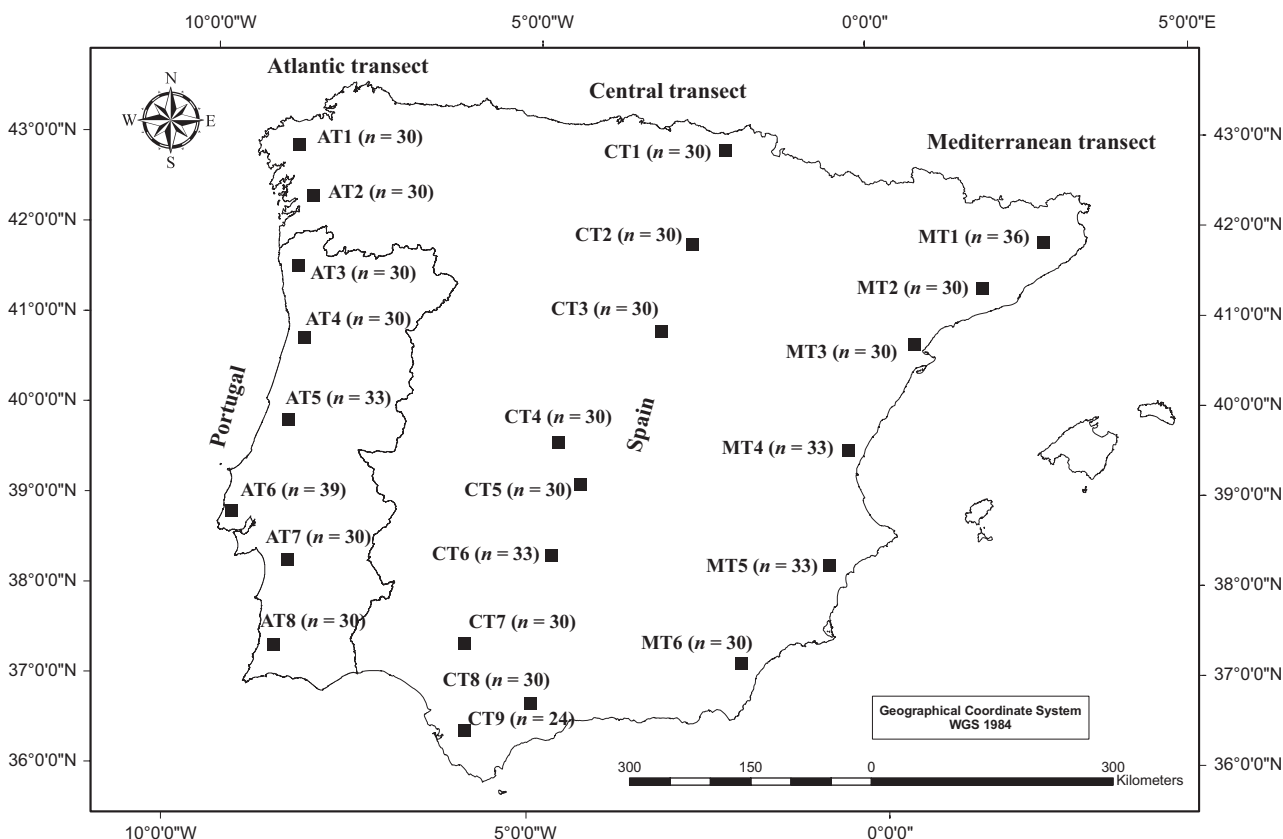 10°0'0"W 5°0'0"W 0°0'0" 5°0'0"E
Atlantic transect
Central transect
Mediterranean transect
N
W E
S
43°0'0"N
42°0'0"N
41°0'0"N
40°0'0"N
39°0'0"N
38°0'0"N
37°0'0"N
36°0'0"N
AT1 (n = 30)
AT2 (n = 30)
AT3 (n = 30)
AT4 (n = 30)
AT5 (n = 33)
AT6 (n = 39)
AT7 (n = 30)
AT8 (n = 30)
Portugal
CT1 (n = 30)
CT2 (n = 30)
CT3 (n = 30)
CT4 (n = 30)
CT5 (n = 30)
CT6 (n = 33)
CT7 (n = 30)
CT8 (n = 30)
CT9 (n = 24)
Spain
MT1 (n = 36)
MT2 (n = 30)
MT3 (n = 30)
MT4 (n = 33)
MT5 (n = 33)
MT6 (n = 30)
43°0'0"N
42°0'0"N
41°0'0"N
40°0'0"N
39°0'0"N
38°0'0"N
37°0'0"N
36°0'0"N
Geographical Coordinate System
WGS 1984
300 150 0 300
Kilometers
10°0'0"W 5°0'0"W 0°0'0"